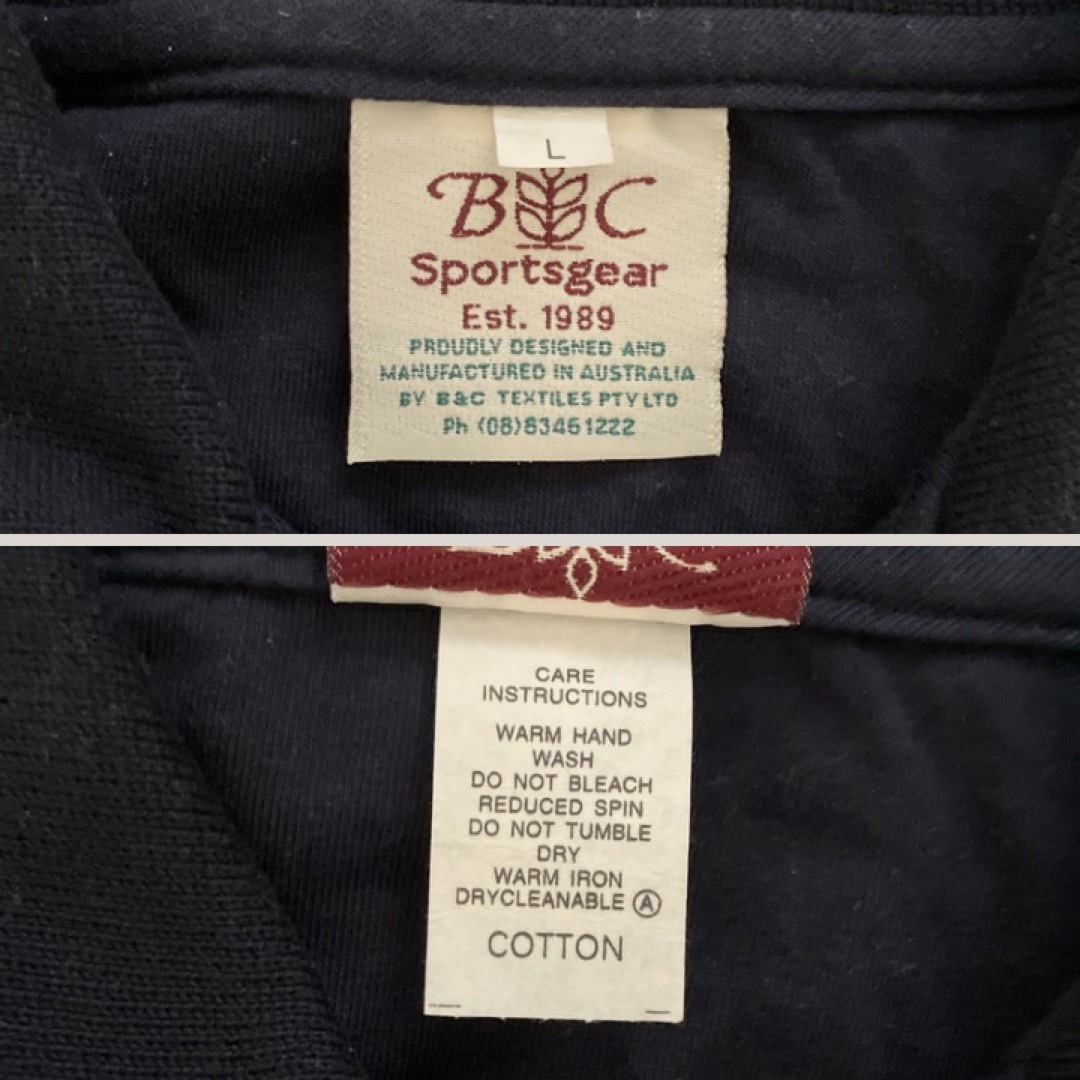 L
B C
Sportsgear
Est. 1989
PROUDLY DESIGNED AND
MANUFACTURED IN AUSTRALIA
BY B&C TEXTILES PTY LTD
Ph (08)83461222
CARE
INSTRUCTIONS
WARM HAND
WASH
DO NOT BLEACH
REDUCED SPIN
DO NOT TUMBLE
DRY
WARM IRON
DRYCLEANABLE Ⓐ
COTTON